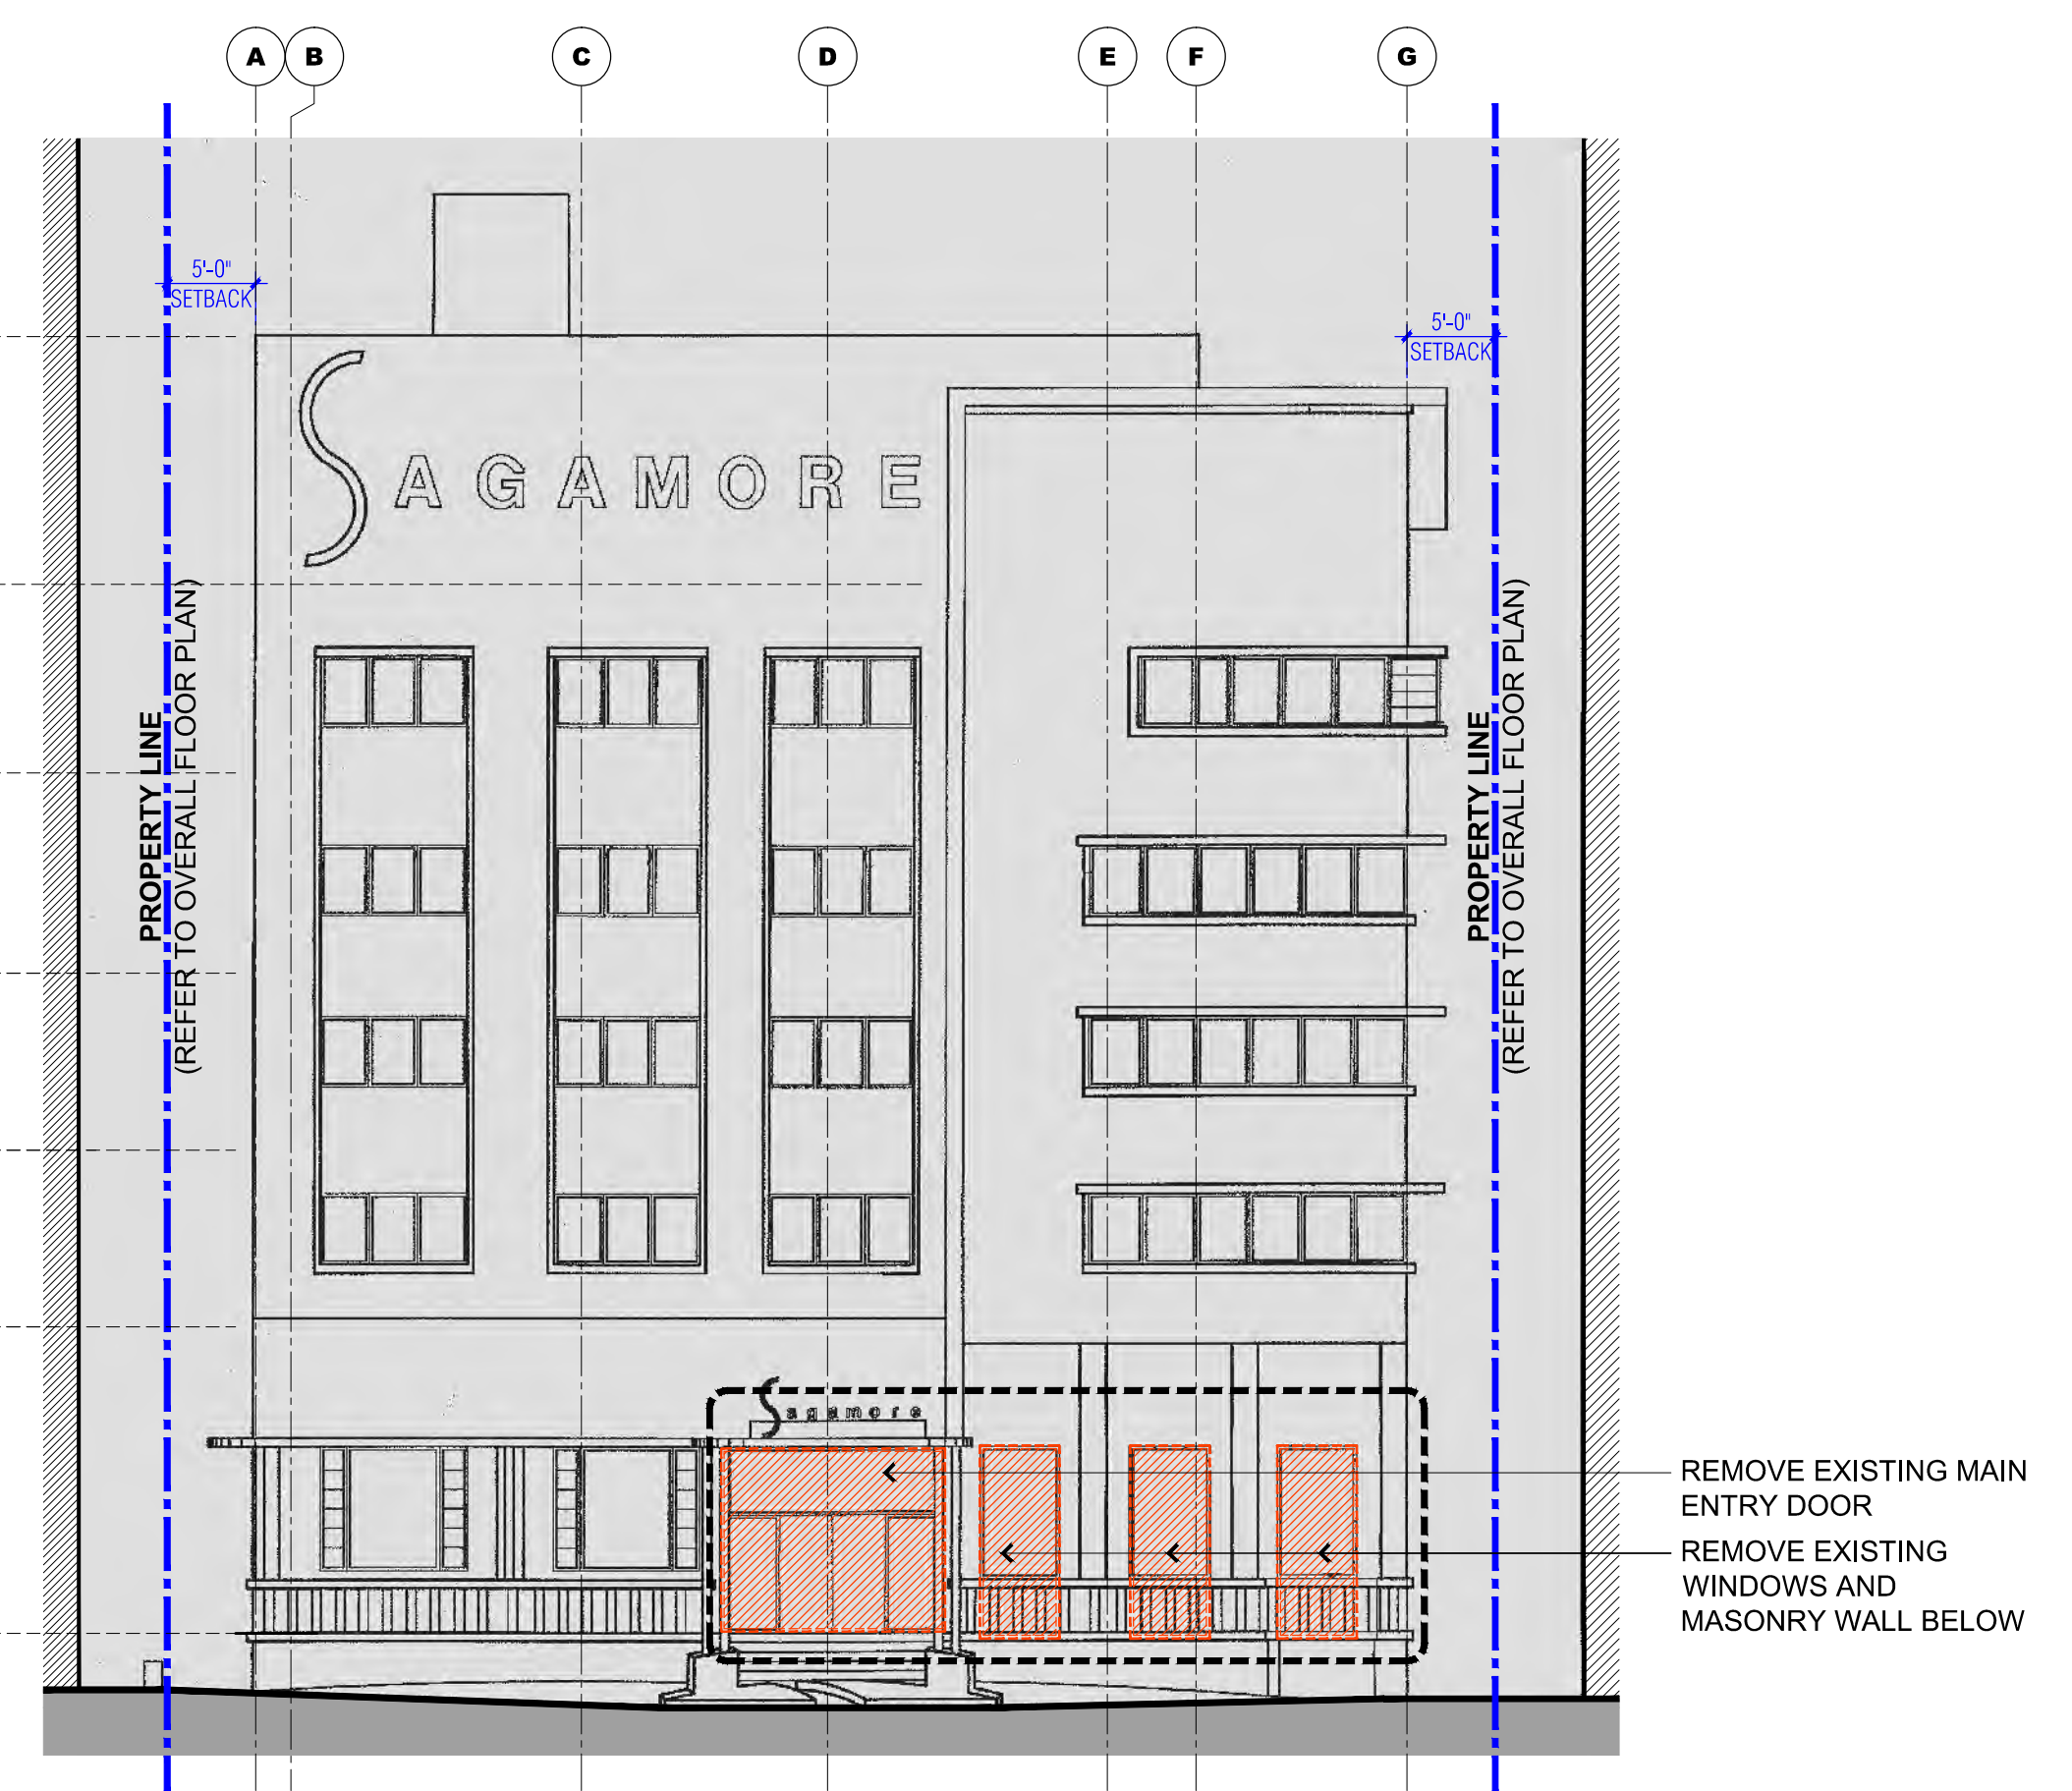 A B C D E F G
5'-0"
SETBACK
5'-0"
SETBACK
SAGAMORE
PROPERTY LINE
(REFER TO OVERALL FLOOR PLAN)
PROPERTY LINE
(REFER TO OVERALL FLOOR PLAN)
Sagamore
REMOVE EXISTING MAIN
ENTRY DOOR
REMOVE EXISTING
WINDOWS AND
MASONRY WALL BELOW